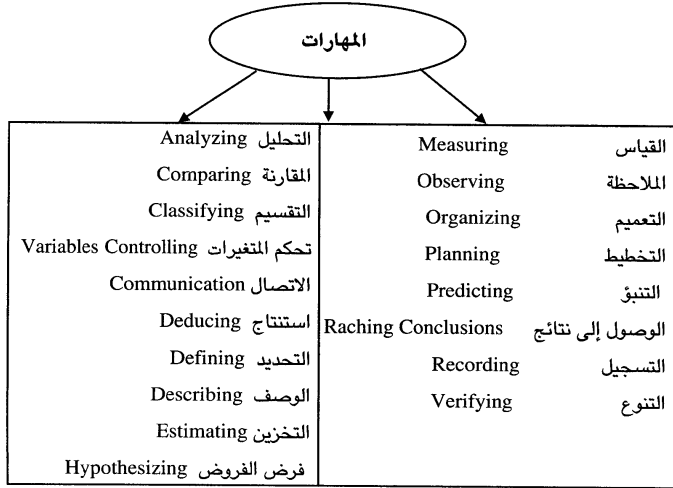 المهارات
القياس Measuring
الملاحظة Observing
التعميم Organizing
التخطيط Planning
التنبؤ Predicting
الوصول إلى نتائج Raching Conclusions
التسجيل Recording
التنوع Verifying
التحليل Analyzing
المقارنة Comparing
التقسيم Classifying
تحكم المتغيرات Variables Controlling
الاتصال Communication
استنتاج Deducing
التحديد Defining
الوصف Describing
التخزين Estimating
فرض الفروض Hypothesizing